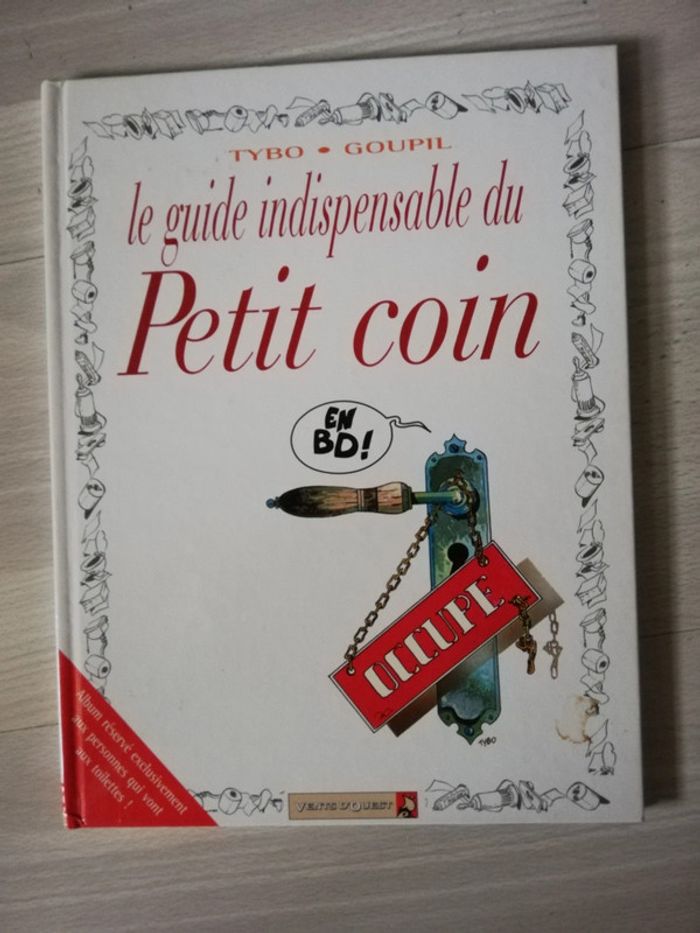 TYBO • GOUPIL
le guide indispensable du
Petit coin
EN
BD!
OCCUPE
TYBO
Album réservé exclusivement
aux personnes qui vont
aux toilettes !
VENTS D'OUEST